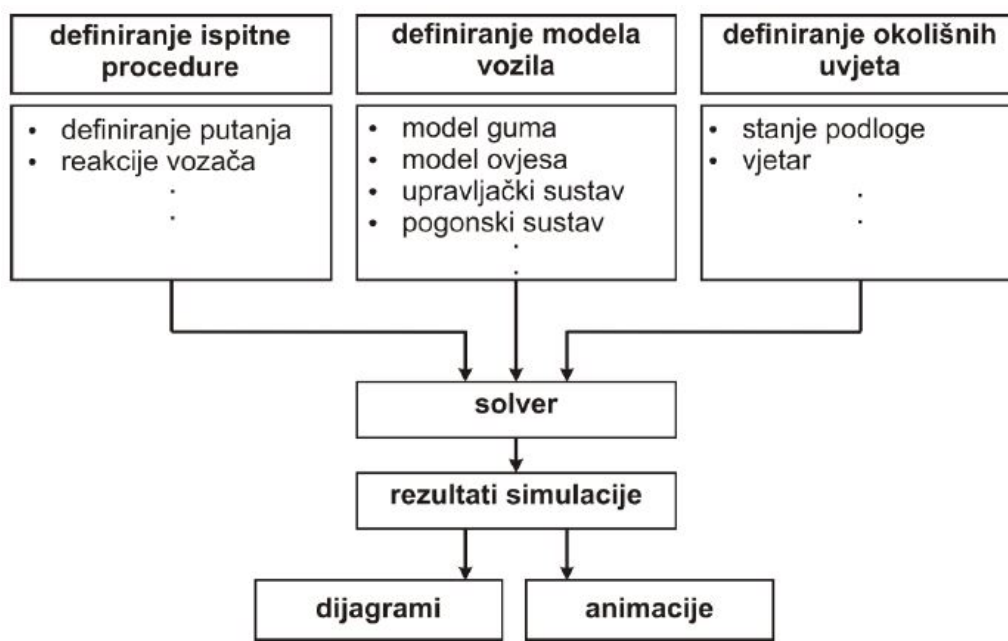 definiranje ispitne
procedure
• definiranje putanja
• reakcije vozača
.
.
definiranje modela
vozila
• model guma
• model ovjesa
• upravljački sustav
• pogonski sustav
.
.
definiranje okolišnih
uvjeta
• stanje podloge
• vjetar
.
.
solver
rezultati simulacije
dijagrami
animacije